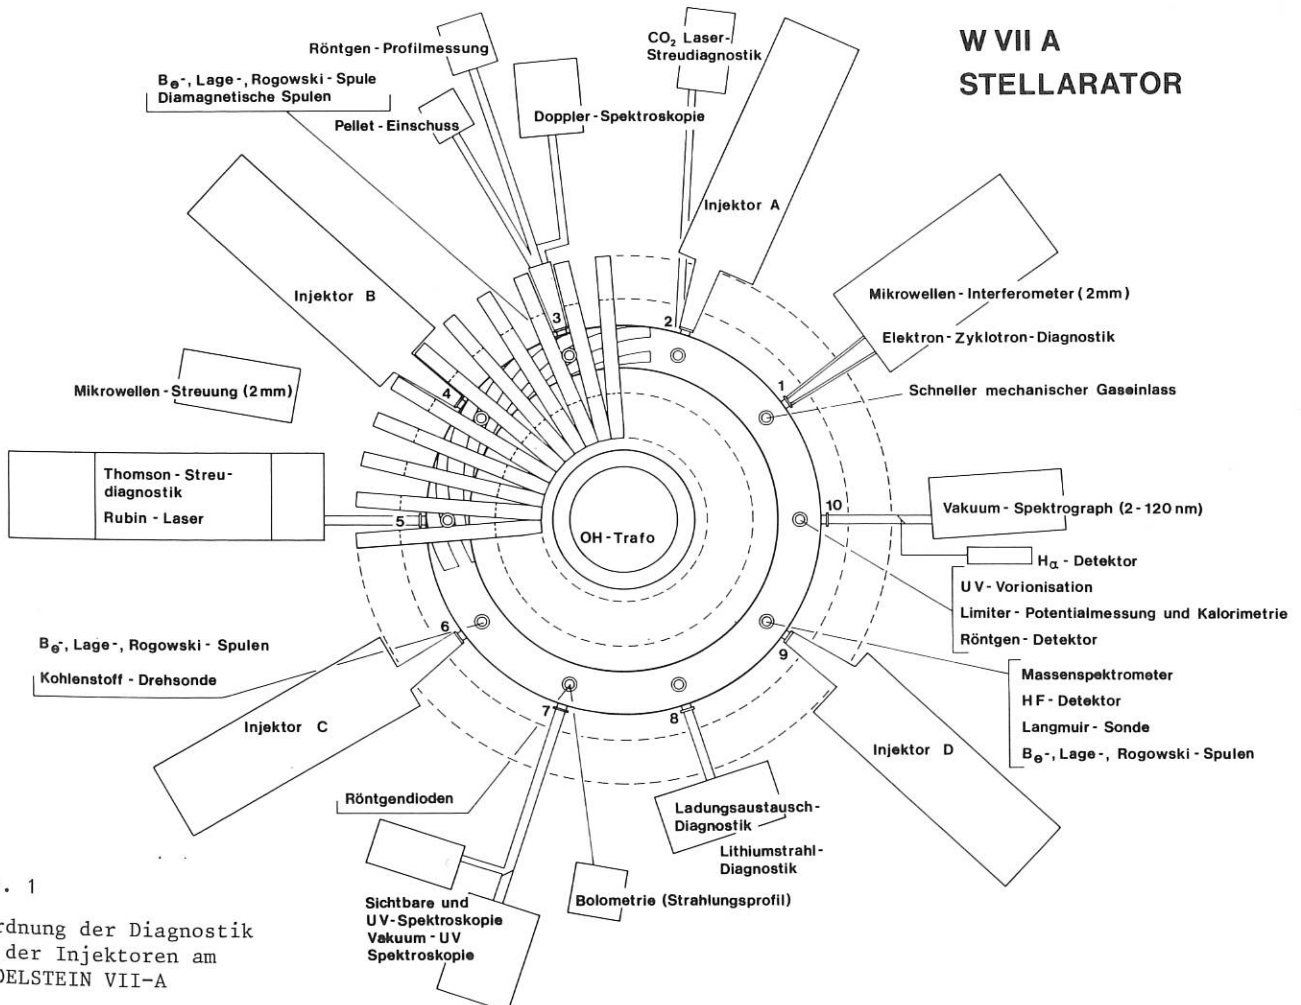 W VII A
STELLARATOR
CO₂ Laser-
Streudiagnostik
Röntgen - Profilmessung
Bɵ-, Lage-, Rogowski - Spule
Diamagnetische Spulen
Pellet - Einschuss
Doppler - Spektroskopie
Injektor A
Injektor B
Mikrowellen - Interferometer (2mm)
Elektron - Zyklotron - Diagnostik
Schneller mechanischer Gaseinlass
Mikrowellen - Streuung (2mm)
Thomson - Streu-
diagnostik
Rubin - Laser
1
2
3
4
5
6
7
8
9
10
OH - Trafo
Vakuum - Spektrograph (2 - 120 nm)
Hα - Detektor
UV - Vorionisation
Limiter - Potentialmessung und Kalorimetrie
Röntgen - Detektor
Massenspektrometer
HF - Detektor
Langmuir - Sonde
Bɵ-, Lage-, Rogowski - Spulen
Bɵ-, Lage-, Rogowski - Spulen
Kohlenstoff - Drehsonde
Injektor C
Injektor D
Röntgendioden
Ladungsaustausch-
Diagnostik
Lithiumstrahl-
Diagnostik
Bolometrie (Strahlungsprofil)
Sichtbare und
UV-Spektroskopie
Vakuum - UV
Spektroskopie
. 1
rdnung der Diagnostik
der Injektoren am
DELSTEIN VII-A